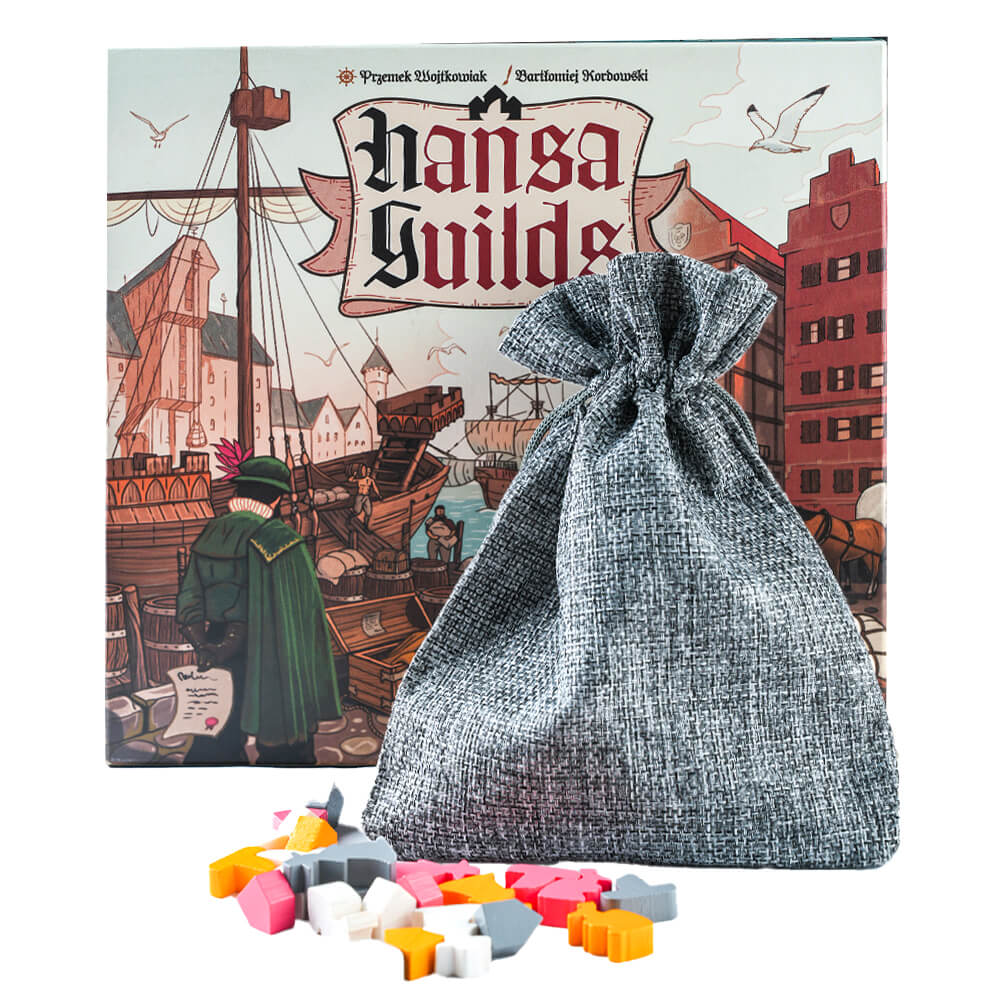 Przemek Wojtkowiak Bartłomiej Kordowski
hansa
Guilds